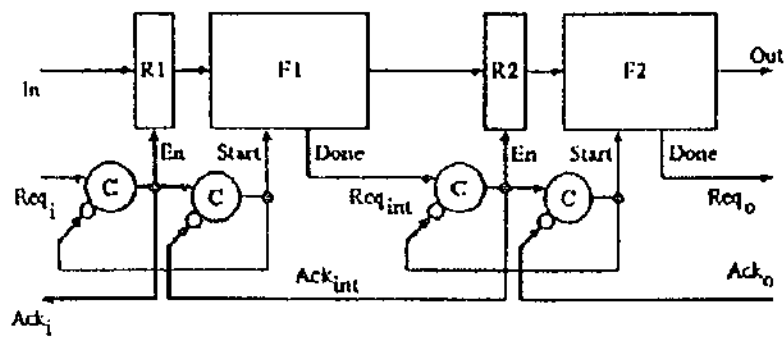 In
R1
F1
R2
F2
Out
En
Start
Done
En
Start
Done
Req_i
C
C
Req_int
C
C
Req_o
Ack_i
Ack_int
Ack_o